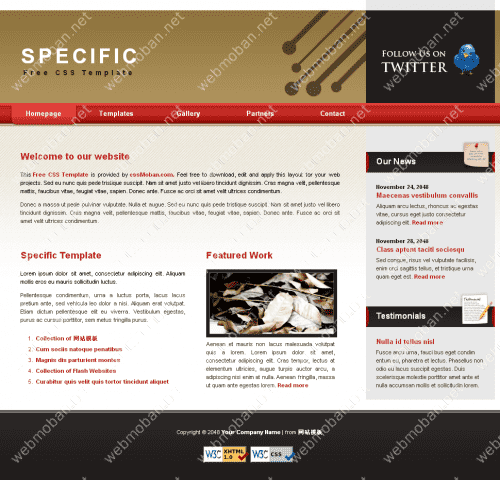 SPECIFIC
Free CSS Template
FOLLOW US ON
TWITTER
Homepage Templates Gallery Partners Contact
Welcome to our website
This Free CSS Template is provided by cssMoban.com. Feel free to download, edit and apply this layout for your web
projects. Sed eu nunc quis pede tristique suscipit. Nam sit amet justo vel libero tincidunt dignissim. Cras magna velit, pellentesque
mattis, faucibus vitae, feugiat vitae, sapien. Donec ante. Fusce ac orci sit amet velit ultrices condimentum.
Donec a massa ut pede pulvinar vulputate. Nulla et augue. Sed eu nunc quis pede tristique suscipit. Nam sit amet justo vel libero
tincidunt dignissim. Cras magna velit, pellentesque mattis, faucibus vitae, feugiat vitae, sapien. Donec ante. Fusce ac orci sit
amet velit ultrices condimentum.
Specific Template
Lorem ipsum dolor sit amet, consectetur adipiscing elit. Aliquam
mollis eros eu mauris sollicitudin luctus.
Pellentesque condimentum, urna a luctus porta, lacus lacus
pretium ante, sed vehicula leo dolor a nisl. Aliquam erat volutpat.
Etiam dictum pellentesque elit eu viverra. Vestibulum egestas,
purus ac cursus porttitor, sem metus fringilla purus.
1. Collection of 网站模板
2. Cum sociis natoque penatibus
3. Magnis dis parturient montes
4. Collection of Flash Websites
5. Curabitur quis velit quis tortor tincidunt aliquet
Featured Work
Aenean et mauris non lacus malesuada volutpat
quis a lorem. Lorem ipsum dolor sit amet,
consectetur adipiscing elit. Cras tempor, lectus at
elementum ultricies, augue turpis auctor arcu, a
adipiscing nisi enim at nulla. Aenean fringilla, massa
ut quam ante egestas lorem. Read more
Our News
November 24, 2048
Maecenas vestibulum convallis
Aliquam arcu lectus, rhoncus ac egestas
vitae, cursus eget justo consectetur
adipiscing elit. Read more
November 28, 2048
Class aptent taciti sociosqu
Sed congue, risus vel vulputate facilisis,
enim orci sagittis tellus, et tristique urna
quam eget est. Read more
Testimonials
Nulla id tellus nisl
Fusce arcu urna, faucibus eget condim
entum eu, pharetra et lectus. Phasellus non
odio eu lacus suscipit egestas. Duis
scelerisque molestie porttitor amet ante et
nulla accumsan mollis et sollicitudin lorem.
Copyright © 2048 Your Company Name | from 网站模板
W3C XHTML 1.0 W3C CSS
webmoban.net